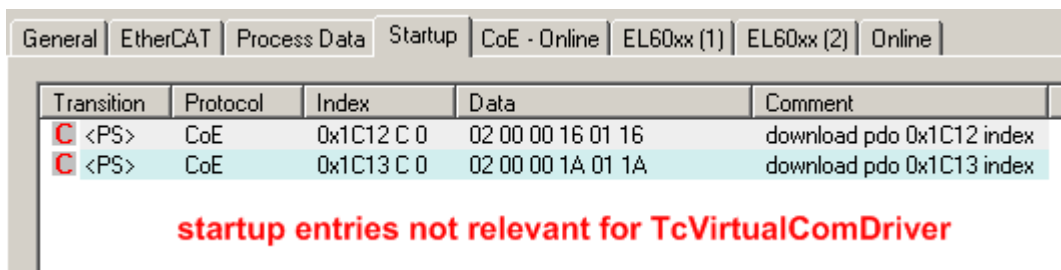 General EtherCAT Process Data Startup CoE - Online EL60xx (1) EL60xx (2) Online
Transition Protocol Index Data Comment
C <PS> CoE 0x1C12 C 0 02 00 00 16 01 16 download pdo 0x1C12 index
C <PS> CoE 0x1C13 C 0 02 00 00 1A 01 1A download pdo 0x1C13 index
startup entries not relevant for TcVirtualComDriver